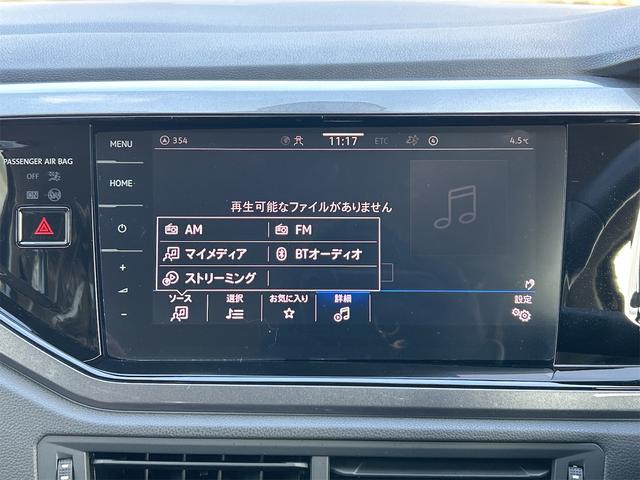 MENU
HOME
PASSENGER AIR BAG
OFF
354
11:17
ETC
4.5℃
再生可能なファイルがありません
AM
FM
マイメディア
BTオーディオ
ストリーミング
ソース
選択
お気に入り
詳細
設定